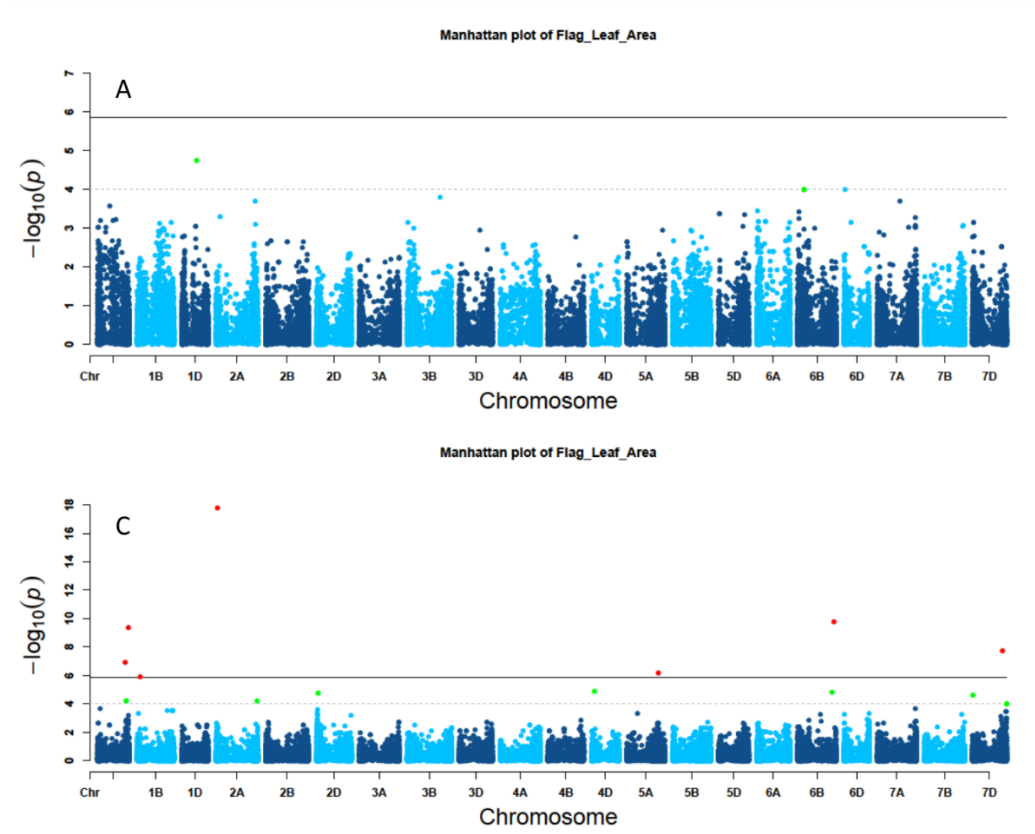 Manhattan plot of Flag_Leaf_Area
A
7
6
5
4
3
2
1
0
−log10(p)
Chr 1B 1D 2A 2B 2D 3A 3B 3D 4A 4B 4D 5A 5B 5D 6A 6B 6D 7A 7B 7D
Chromosome
Manhattan plot of Flag_Leaf_Area
C
18
16
14
12
10
8
6
4
2
0
−log10(p)
Chr 1B 1D 2A 2B 2D 3A 3B 3D 4A 4B 4D 5A 5B 5D 6A 6B 6D 7A 7B 7D
Chromosome